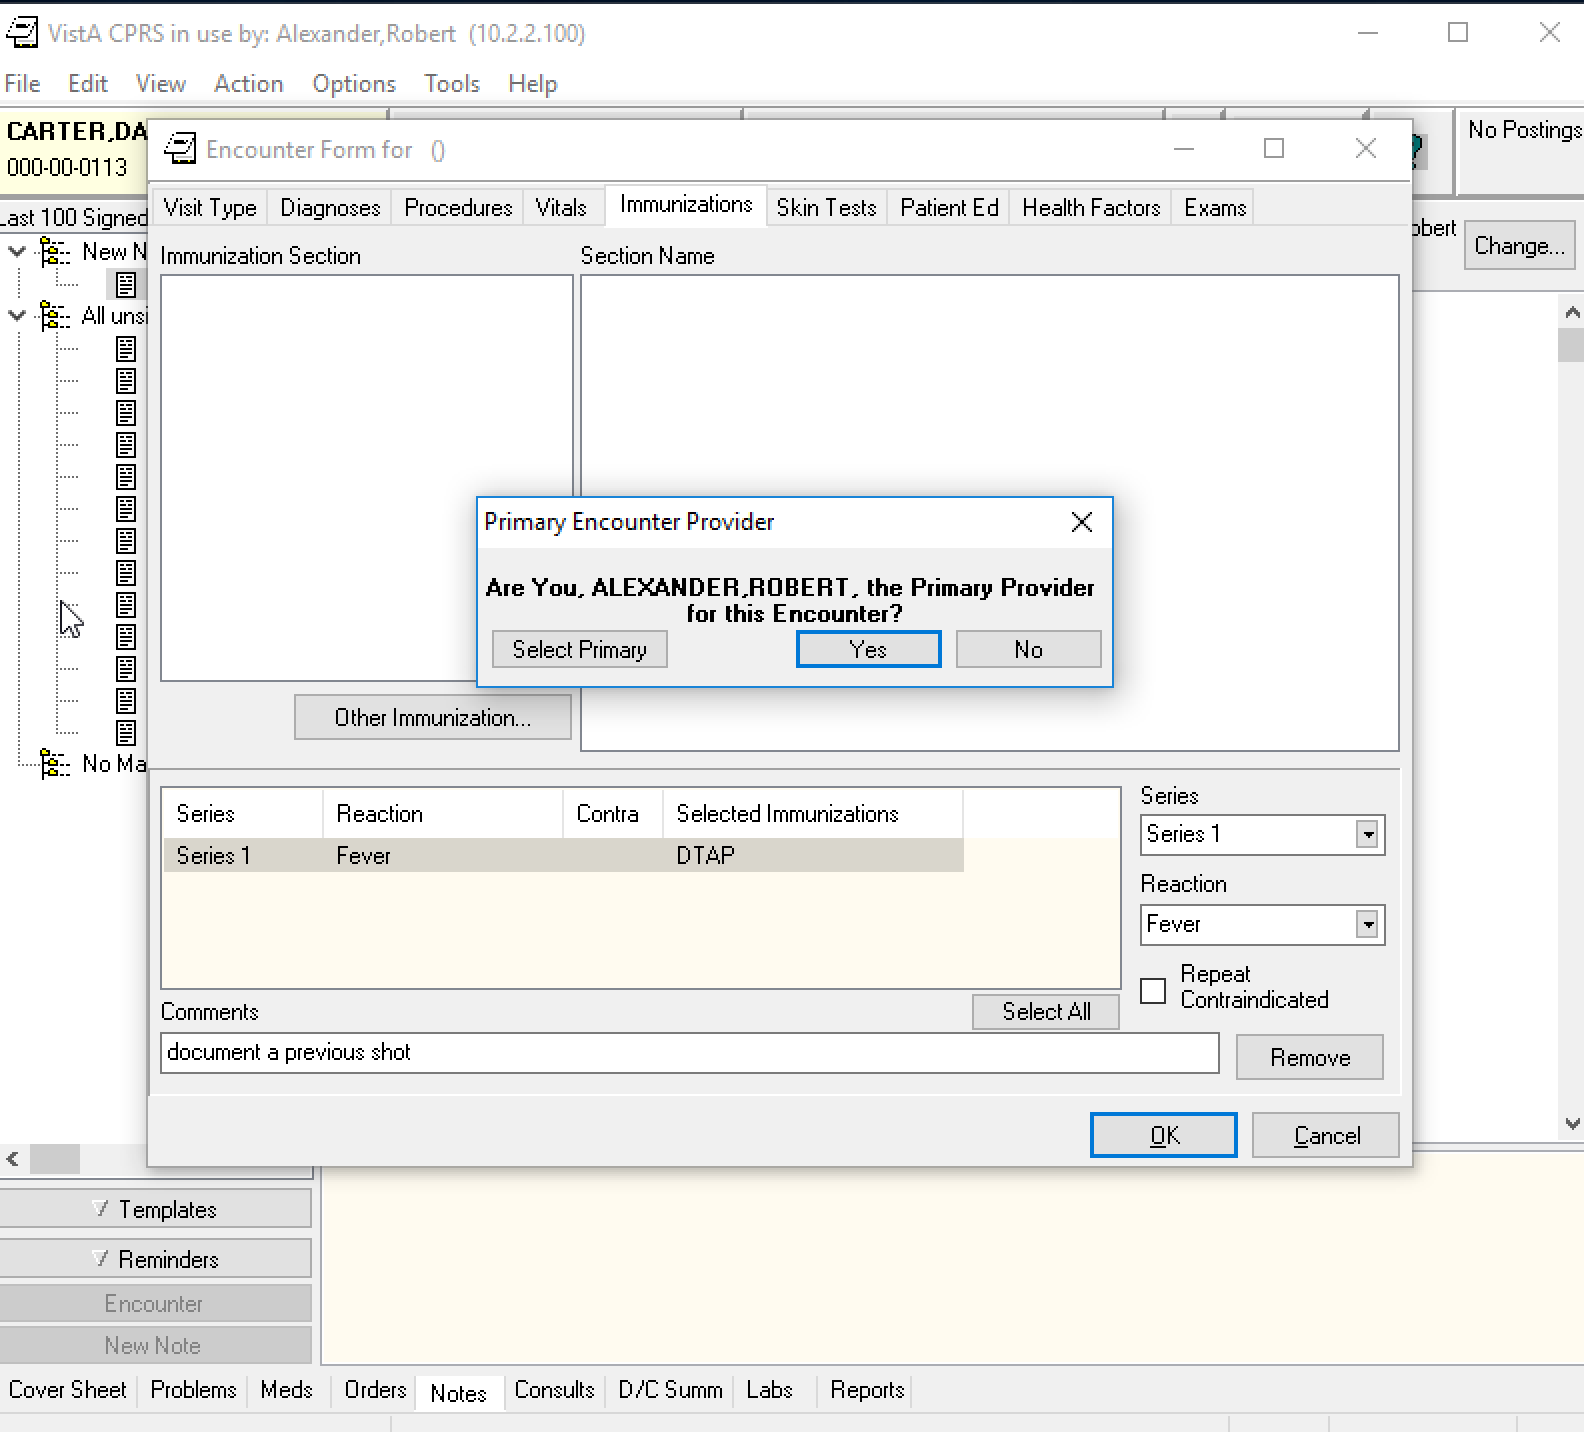 VistA CPRS in use by: Alexander,Robert (10.2.2.100)
File Edit View Action Options Tools Help
CARTER,DA
000-00-0113
No Postings
Last 100 Signed
obert
Change...
New N
All unsi
No Ma
Encounter Form for ()
Visit Type Diagnoses Procedures Vitals Immunizations Skin Tests Patient Ed Health Factors Exams
Immunization Section
Section Name
Primary Encounter Provider
Are You, ALEXANDER,ROBERT, the Primary Provider
for this Encounter?
Select Primary Yes No
Other Immunization...
Series Reaction Contra Selected Immunizations
Series 1 Fever DTAP
Series
Series 1
Reaction
Fever
Repeat
Contraindicated
Comments
Select All
document a previous shot
Remove
OK Cancel
Templates
Reminders
Encounter
New Note
Cover Sheet Problems Meds Orders Notes Consults D/C Summ Labs Reports